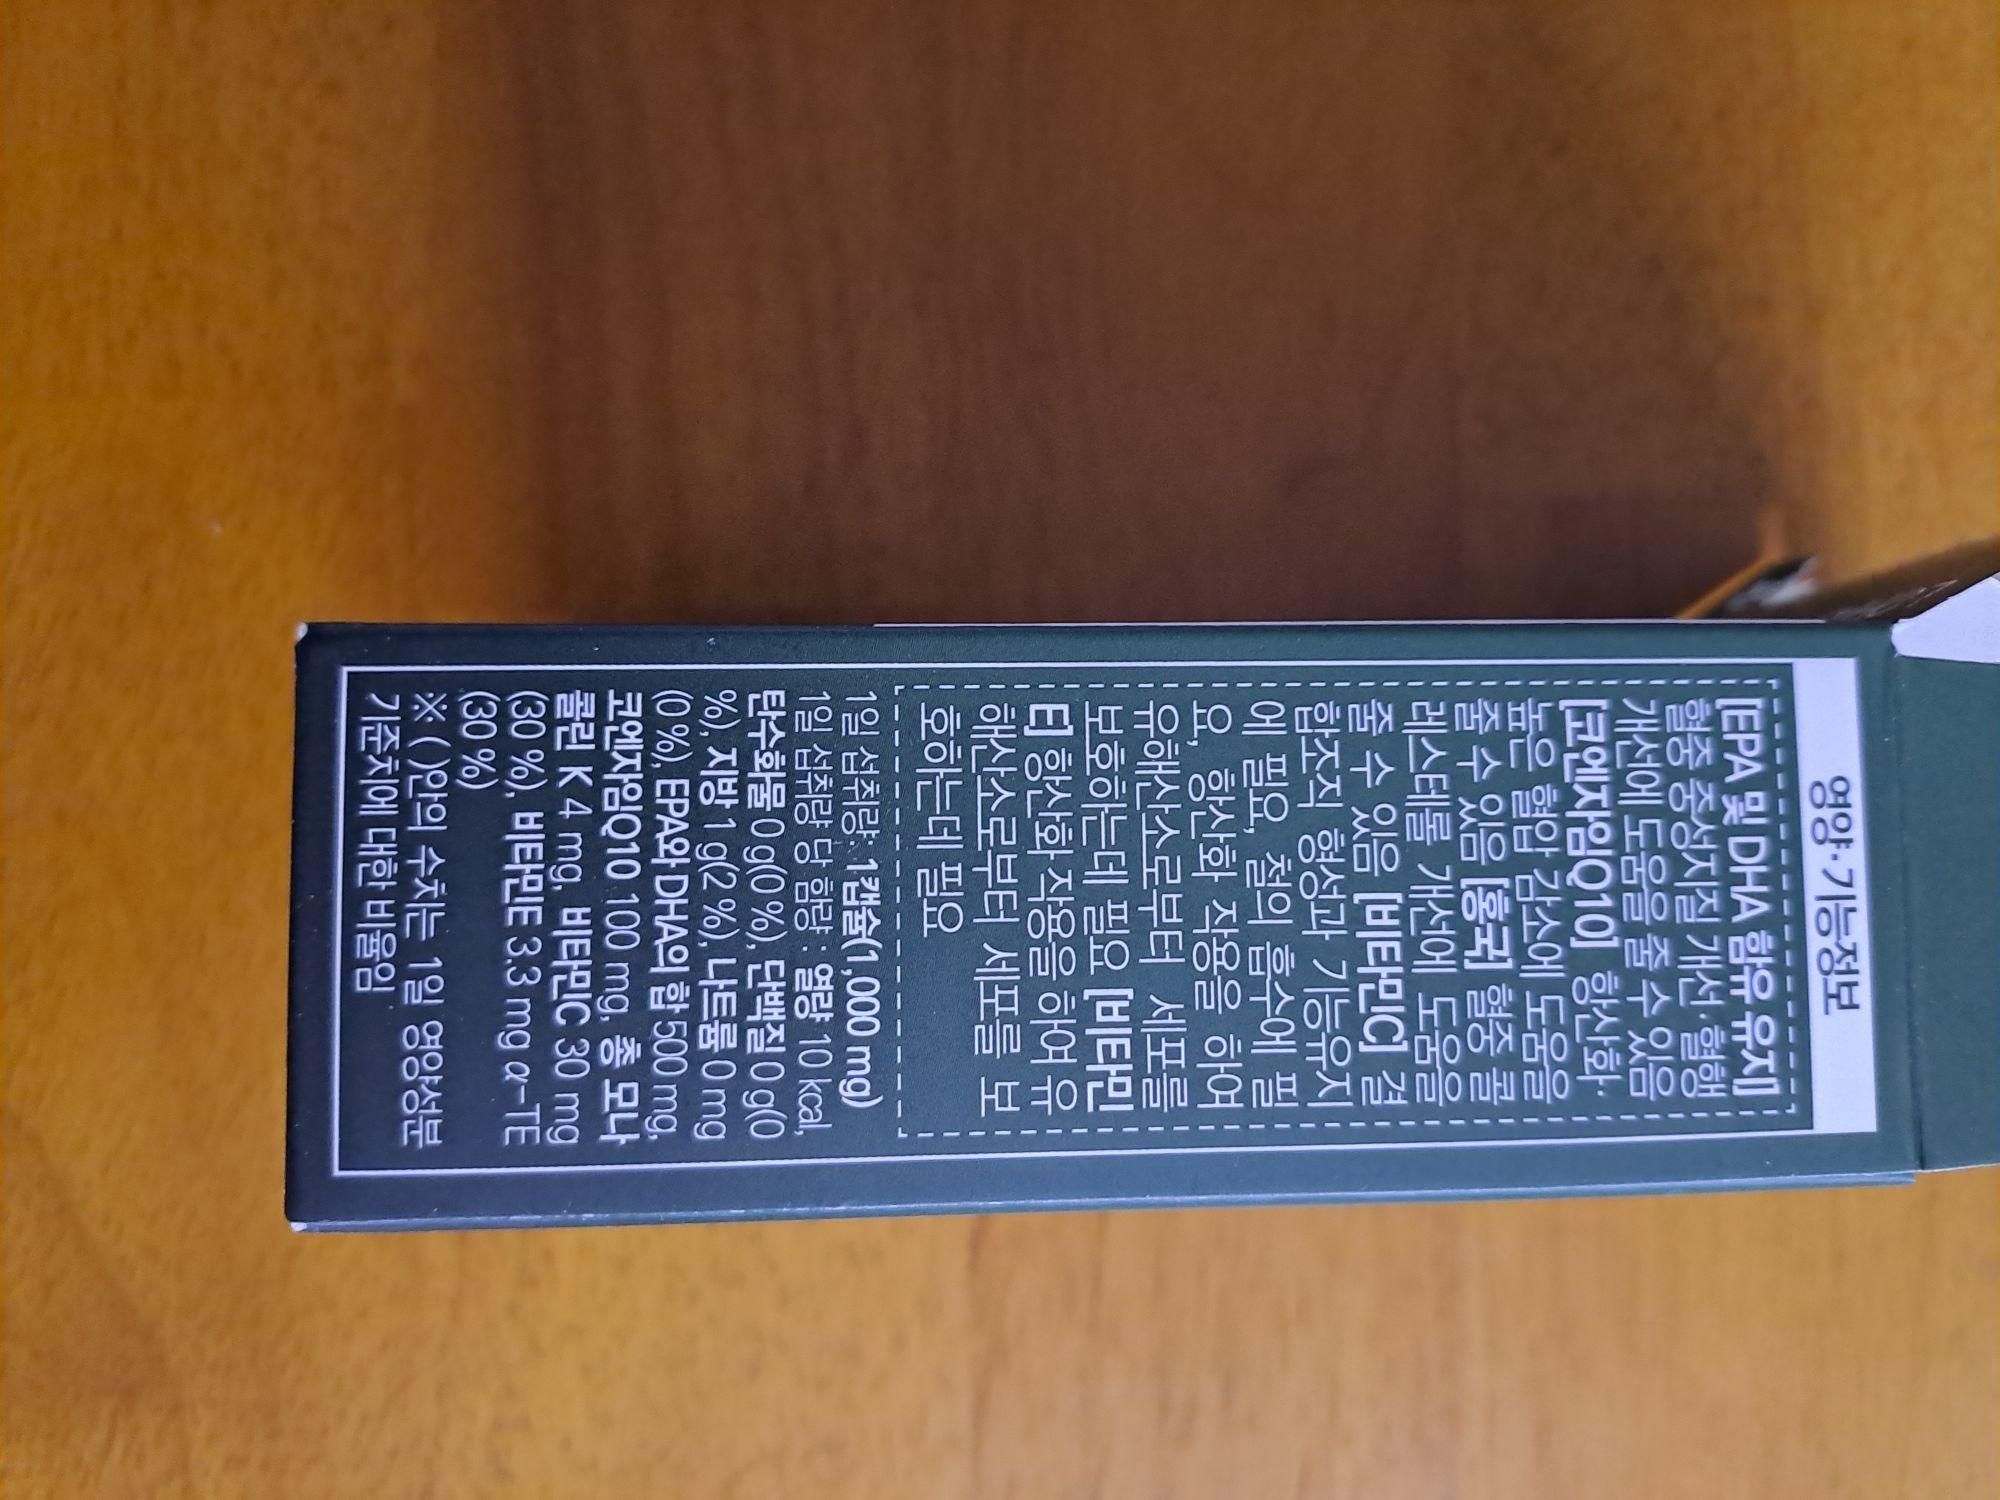 영양·기능정보
[EPA 및 DHA 함유 유지]
혈중 중성지질 개선·혈행
개선에 도움을 줄 수 있음
[코엔자임Q10] 항산화·
높은 혈압 감소에 도움을
줄 수 있음 [홍국] 혈중 콜
레스테롤 개선에 도움을
줄 수 있음 [비타민C] 결
합조직 형성과 기능유지
에 필요, 철의 흡수에 필
요, 항산화 작용을 하여
유해산소로부터 세포를
보호하는데 필요 [비타민
E] 항산화 작용을 하여 유
해산소로부터 세포를 보
호하는데 필요
1일 섭취량: 1캡슐(1,000 mg)
1일 섭취량 당 함량 : 열량 10 kcal,
탄수화물 0 g(0 %), 단백질 0 g(0
%), 지방 1 g(2 %), 나트륨 0 mg
(0 %), EPA와 DHA의 합 500 mg,
코엔자임Q10 100 mg, 총 모나
콜린 K 4 mg, 비타민C 30 mg
(30 %), 비타민E 3.3 mg α-TE
(30 %)
※ ( )안의 수치는 1일 영양성분
기준치에 대한 비율임